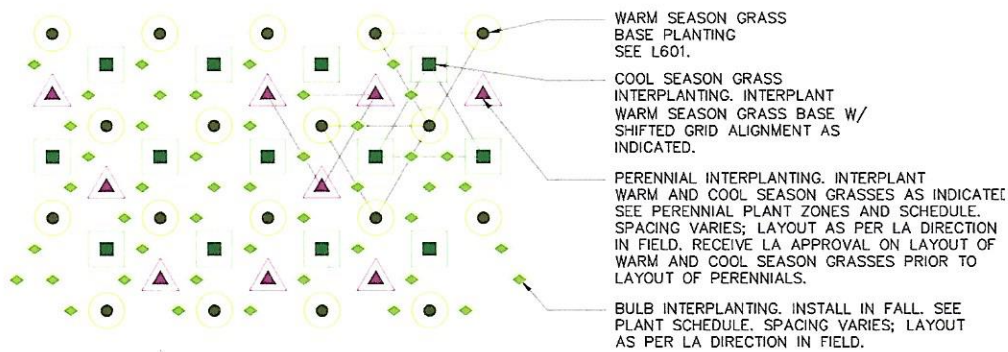 WARM SEASON GRASS
BASE PLANTING
SEE L601.
COOL SEASON GRASS
INTERPLANTING. INTERPLANT
WARM SEASON GRASS BASE W/
SHIFTED GRID ALIGNMENT AS
INDICATED.
PERENNIAL INTERPLANTING. INTERPLANT
WARM AND COOL SEASON GRASSES AS INDICATED
SEE PERENNIAL PLANT ZONES AND SCHEDULE.
SPACING VARIES; LAYOUT AS PER LA DIRECTION
IN FIELD. RECEIVE LA APPROVAL ON LAYOUT OF
WARM AND COOL SEASON GRASSES PRIOR TO
LAYOUT OF PERENNIALS.
BULB INTERPLANTING. INSTALL IN FALL. SEE
PLANT SCHEDULE. SPACING VARIES; LAYOUT
AS PER LA DIRECTION IN FIELD.